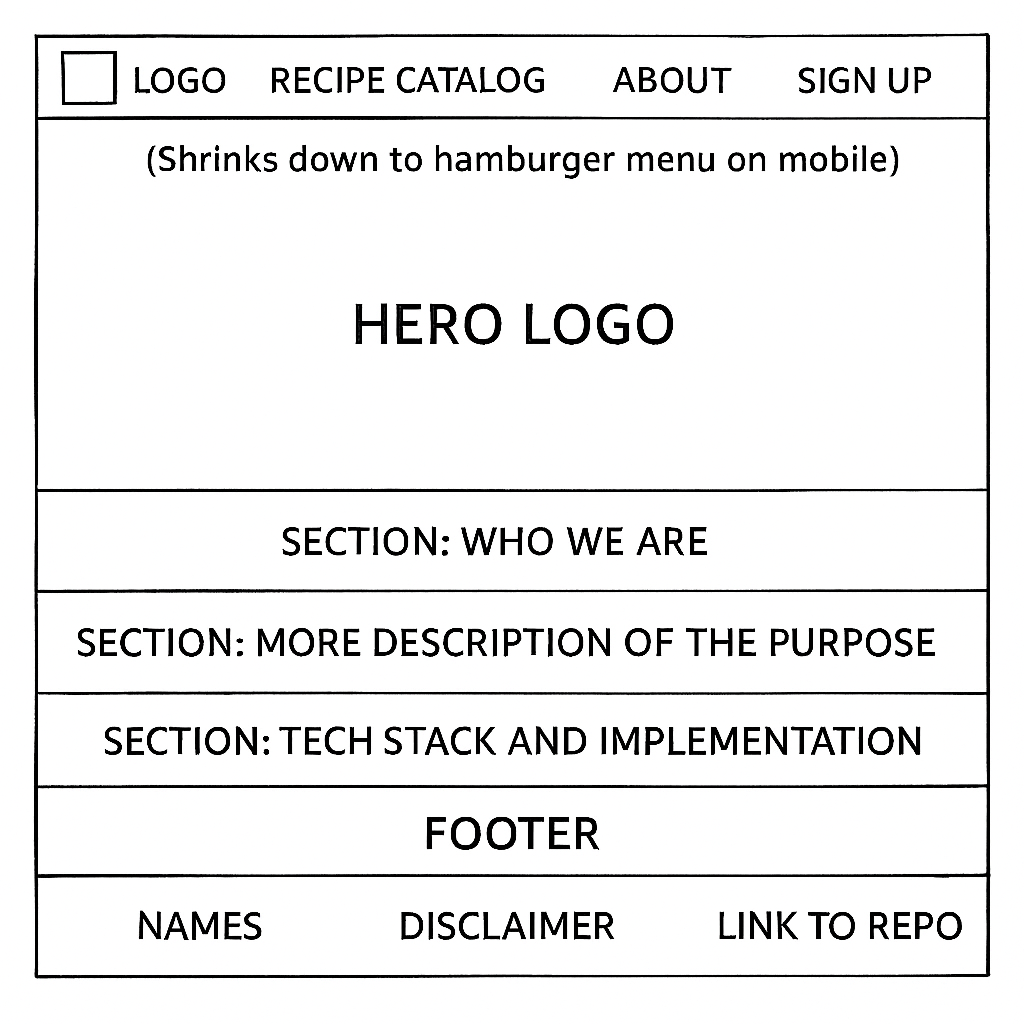 LOGO RECIPE CATALOG ABOUT SIGN UP
(Shrinks down to hamburger menu on mobile)
HERO LOGO
SECTION: WHO WE ARE
SECTION: MORE DESCRIPTION OF THE PURPOSE
SECTION: TECH STACK AND IMPLEMENTATION
FOOTER
NAMES DISCLAIMER LINK TO REPO